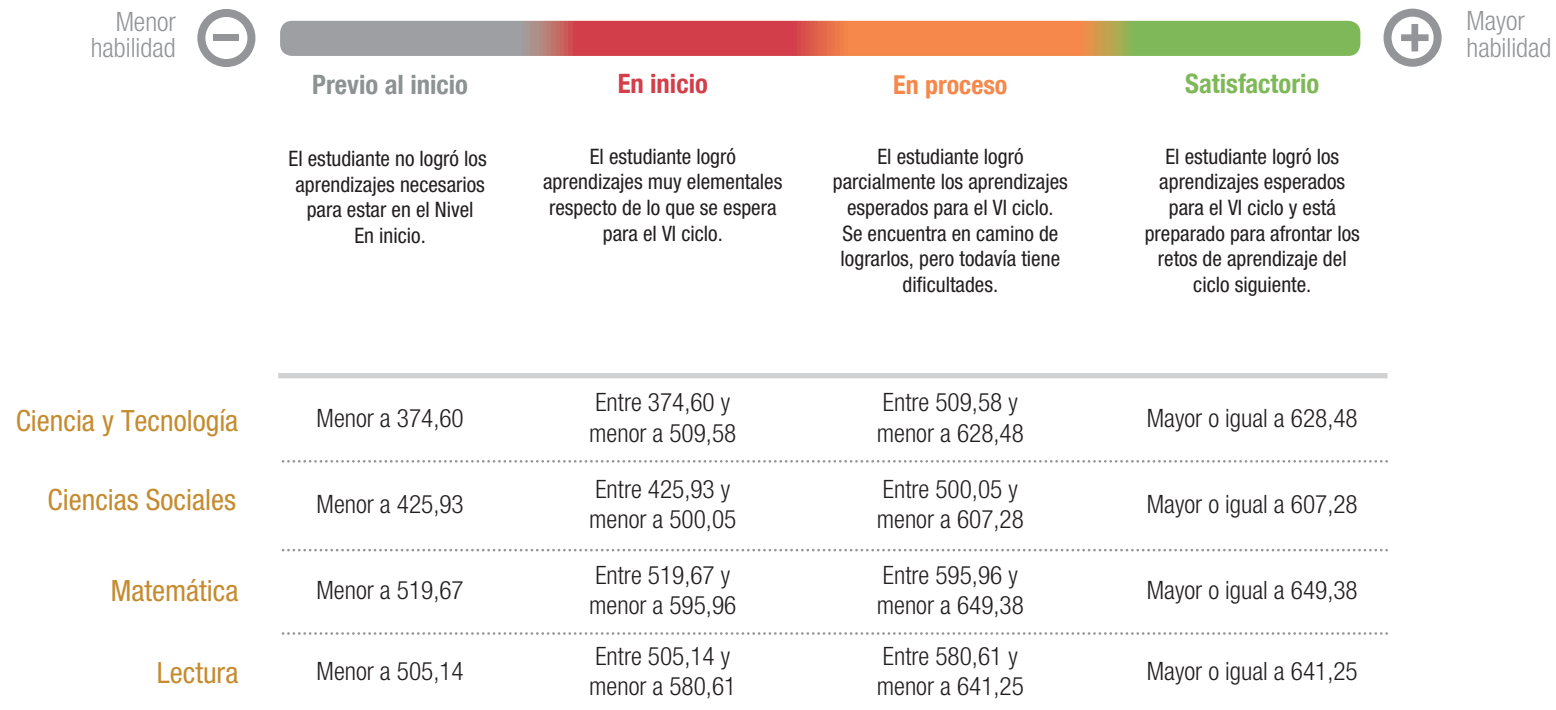 Menor
habilidad
Mayor
habilidad
Previo al inicio
En inicio
En proceso
Satisfactorio
El estudiante no logró los
aprendizajes necesarios
para estar en el Nivel
En inicio.
El estudiante logró
aprendizajes muy elementales
respecto de lo que se espera
para el VI ciclo.
El estudiante logró
parcialmente los aprendizajes
esperados para el VI ciclo.
Se encuentra en camino de
lograrlos, pero todavía tiene
dificultades.
El estudiante logró los
aprendizajes esperados
para el VI ciclo y está
preparado para afrontar los
retos de aprendizaje del
ciclo siguiente.
Ciencia y Tecnología
Menor a 374,60
Entre 374,60 y
menor a 509,58
Entre 509,58 y
menor a 628,48
Mayor o igual a 628,48
Ciencias Sociales
Menor a 425,93
Entre 425,93 y
menor a 500,05
Entre 500,05 y
menor a 607,28
Mayor o igual a 607,28
Matemática
Menor a 519,67
Entre 519,67 y
menor a 595,96
Entre 595,96 y
menor a 649,38
Mayor o igual a 649,38
Lectura
Menor a 505,14
Entre 505,14 y
menor a 580,61
Entre 580,61 y
menor a 641,25
Mayor o igual a 641,25